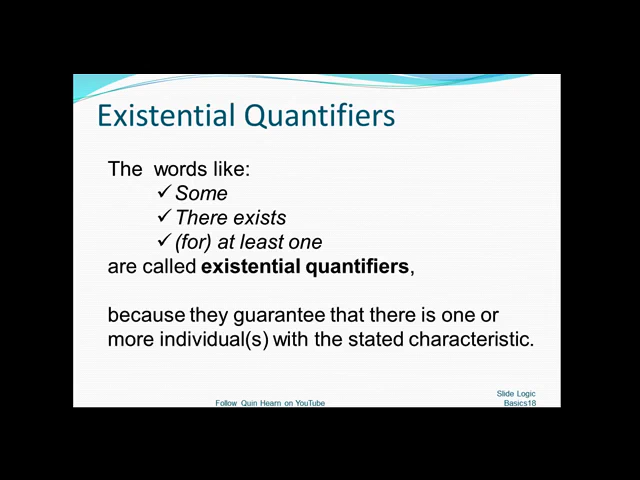 Existential Quantifiers
The words like:
✓ Some
✓ There exists
✓ (for) at least one
are called existential quantifiers,
because they guarantee that there is one or
more individual(s) with the stated characteristic.
Follow Quin Hearn on YouTube
Slide Logic
Basics18